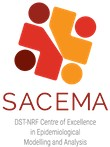 SACEMA
DST-NRF Centre of Excellence
in Epidemiological
Modelling and Analysis